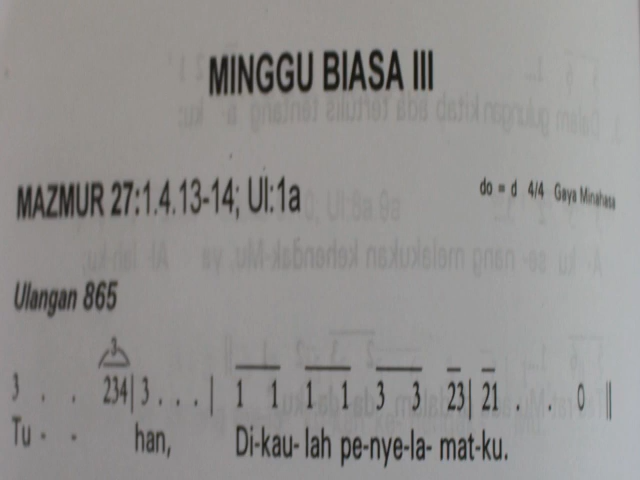 MINGGU BIASA III
MAZMUR 27:1.4.13-14; Ul:1a
do = d 4/4 Gaya Minahasa
Ulangan 865
3
3 . . 234| 3 . . . | 1 1 1 1 3 3 23| 21 . . 0 ||
Tu - - han, Di-kau-lah pe-nye-la-mat-ku.